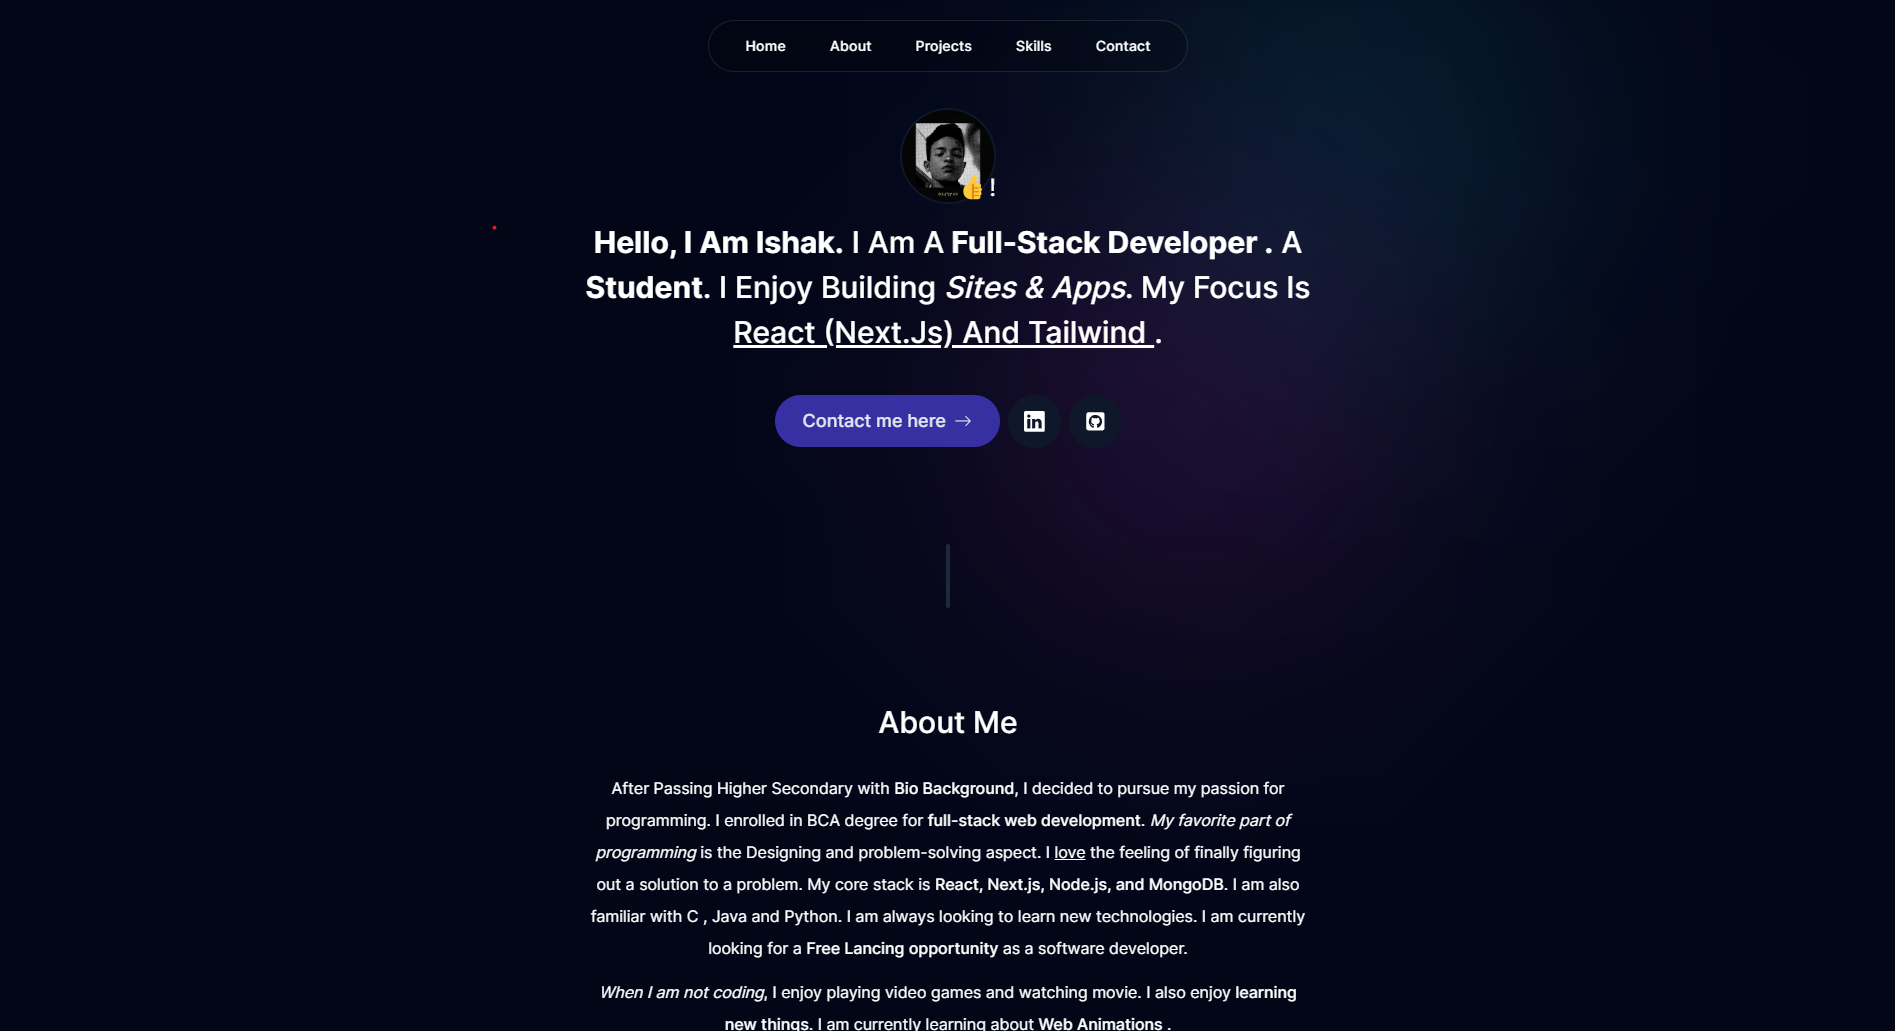 Home About Projects Skills Contact
!
Hello, I Am Ishak. I Am A Full-Stack Developer . A
Student. I Enjoy Building Sites & Apps. My Focus Is
React (Next.Js) And Tailwind .
Contact me here →
in
About Me
After Passing Higher Secodary with Bio Background, I decided to pursue my passion for
programming. I enrolled in BCA degree for full-stack web development. My favorite part of
programming is the Designing and problem-solving aspect. I love the feeling of finally figuring
out a solution to a problem. My core stack is React, Next.js, Node.js, and MongoDB. I am also
familiar with C , Java and Python. I am always looking to learn new technologies. I am currently
looking for a Free Lancing opportunity as a software developer.
When I am not coding, I enjoy playing video games and watching movie. I also enjoy learning
new things. I am currently learning about Web Animations .